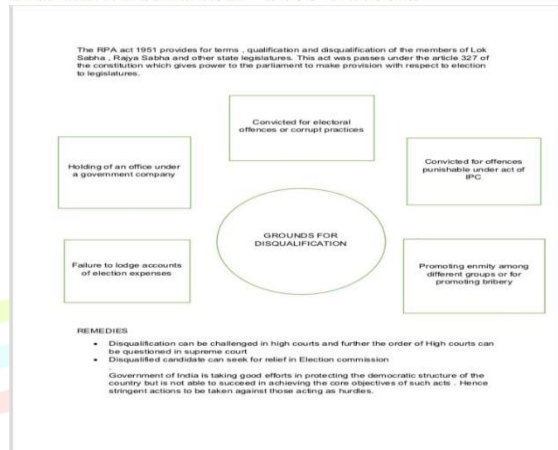 The RPA act 1951 provides for terms , qualification and disqualification of the members of Lok
Sabha , Rajya Sabha and other state legislatures. This act was passes under the article 327 of
the constitution which gives power to the parliament to make provision with respect to election
to legislatures.
Convicted for electoral
offences or corrupt practices
Holding of an office under
a government company
Convicted for offences
punishable under act of
IPC
GROUNDS FOR
DISQUALIFICATION
Failure to lodge accounts
of election expenses
Promoting enmity among
different groups or for
promoting bribery
REMEDIES
• Disqualification can be challenged in high courts and further the order of High courts can
be questioned in supreme court
• Disqualified candidate can seek for relief in Election commission
.
Government of India is taking good efforts in protecting the democratic structure of the
country but is not able to succeed in achieving the core objectives of such acts . Hence
stringent actions to be taken against those acting as hurdles.